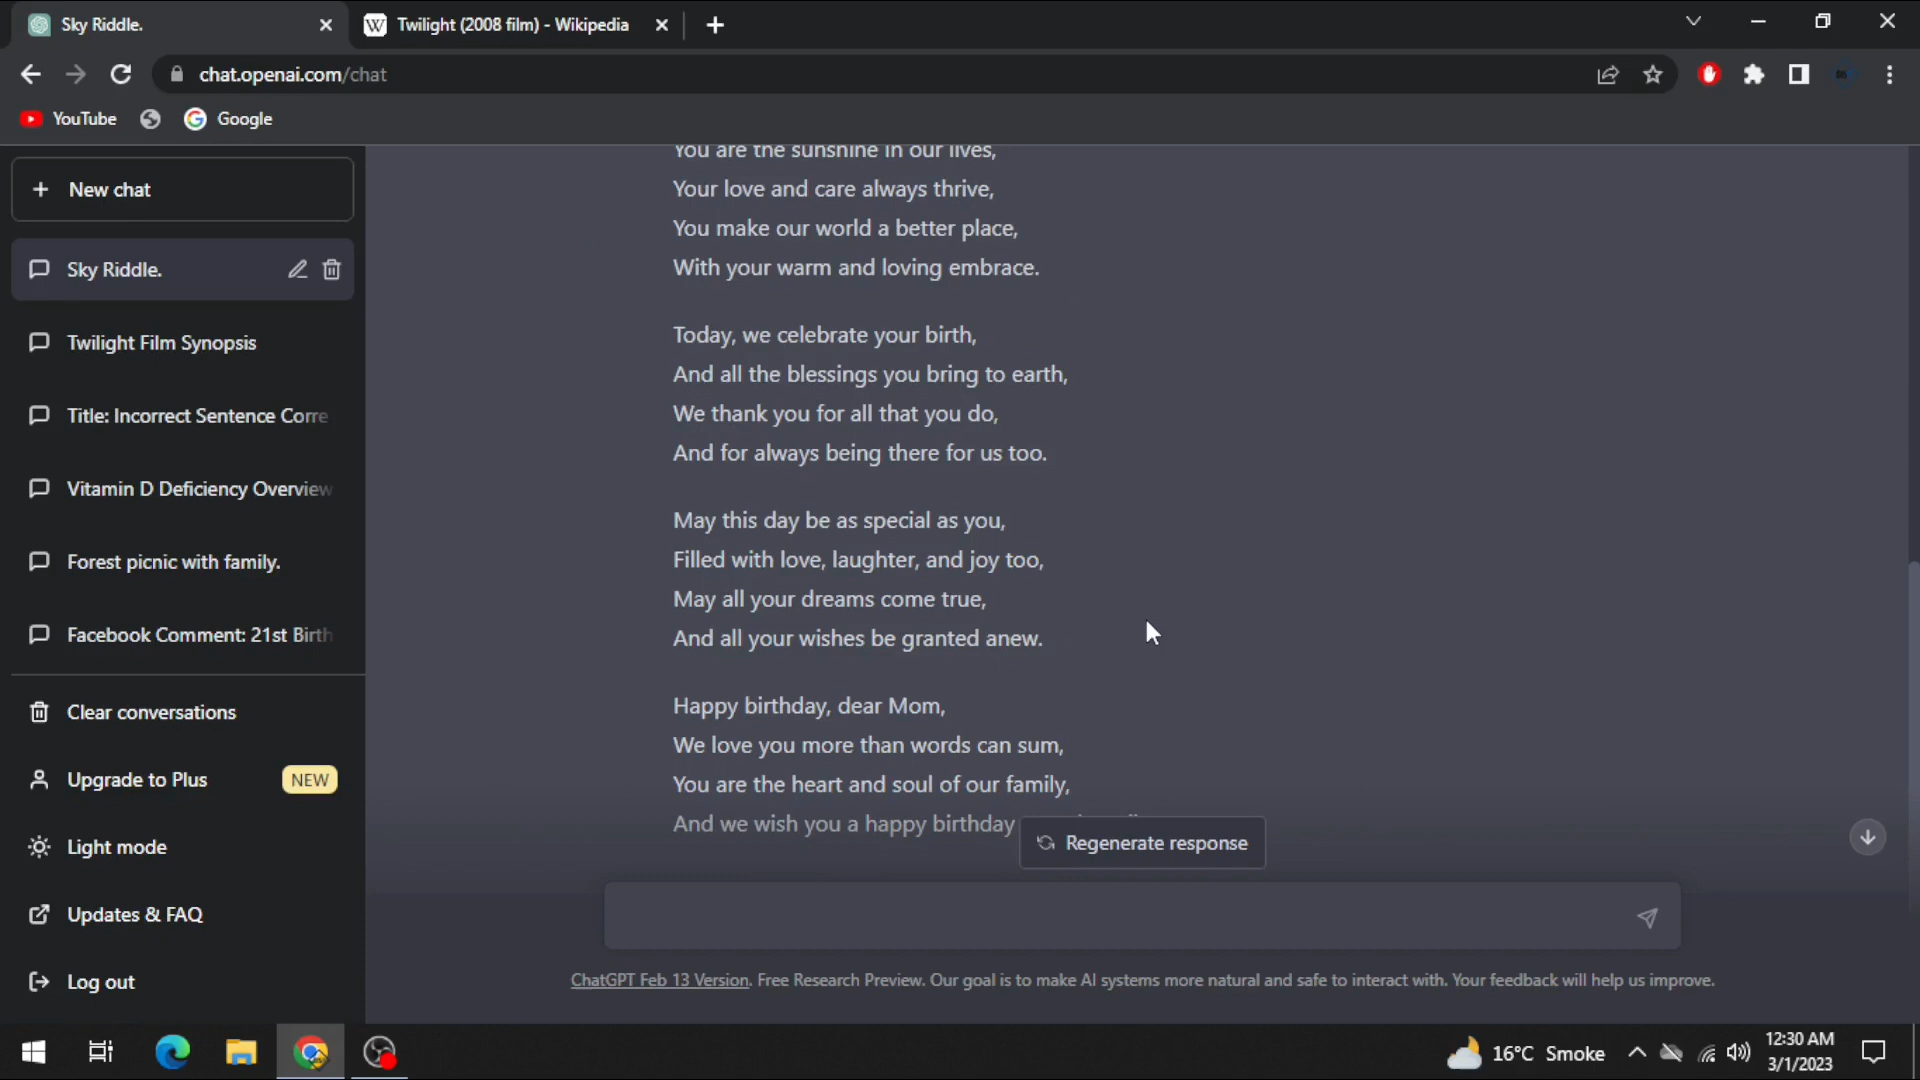 Sky Riddle.
W Twilight (2008 film) - Wikipedia
chat.openai.com/chat
YouTube
Google
New chat
Sky Riddle.
Twilight Film Synopsis
Title: Incorrect Sentence Corre
Vitamin D Deficiency Overview
Forest picnic with family.
Facebook Comment: 21st Birth
Clear conversations
Upgrade to Plus NEW
Light mode
Updates & FAQ
Log out
You are the sunshine in our lives,
Your love and care always thrive,
You make our world a better place,
With your warm and loving embrace.
Today, we celebrate your birth,
And all the blessings you bring to earth,
We thank you for all that you do,
And for always being there for us too.
May this day be as special as you,
Filled with love, laughter, and joy too,
May all your dreams come true,
And all your wishes be granted anew.
Happy birthday, dear Mom,
We love you more than words can sum,
You are the heart and soul of our family,
And we wish you a happy birthday
Regenerate response
ChatGPT Feb 13 Version. Free Research Preview. Our goal is to make AI systems more natural and safe to interact with. Your feedback will help us improve.
16°C Smoke
12:30 AM
3/1/2023